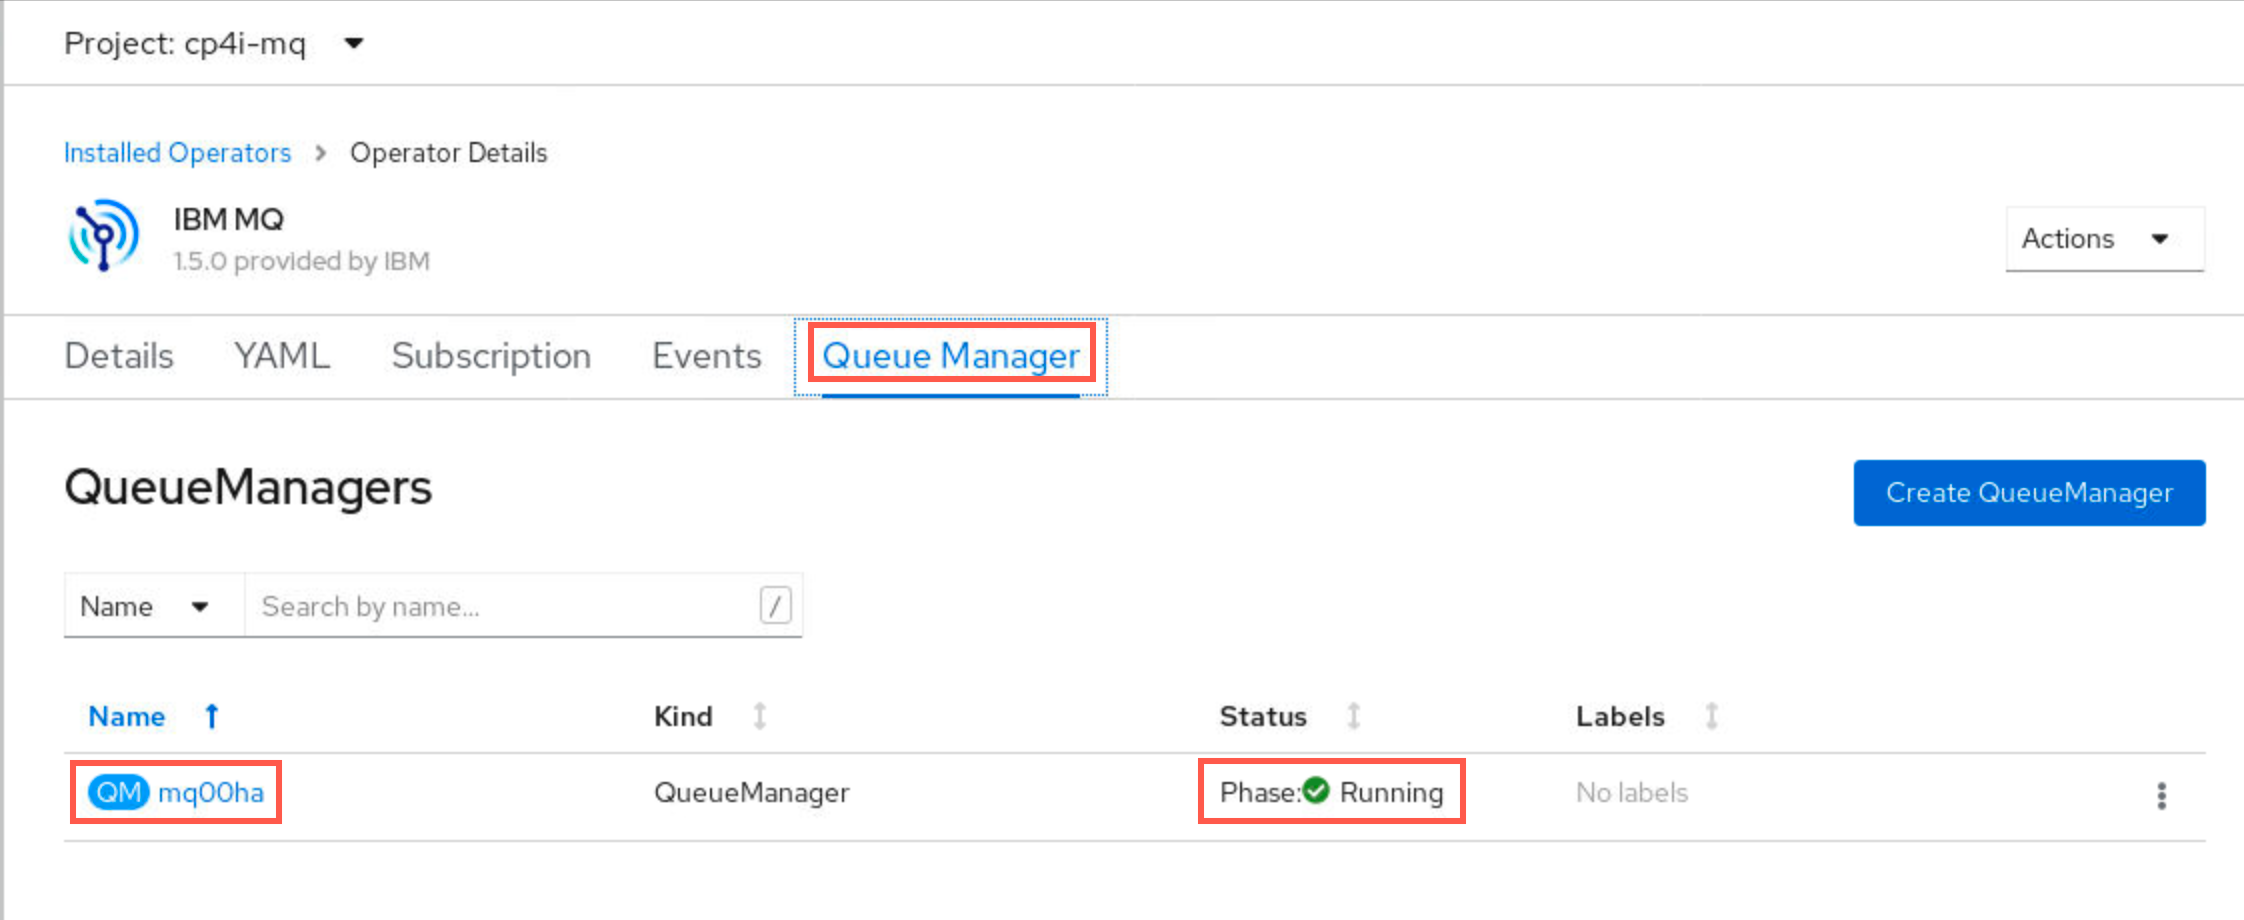 Project: cp4i-mq
Installed Operators > Operator Details
IBM MQ
1.5.0 provided by IBM
Actions
Details YAML Subscription Events Queue Manager
QueueManagers
Create QueueManager
Name Search by name... /
Name Kind Status Labels
QM mq00ha QueueManager Phase: Running No labels